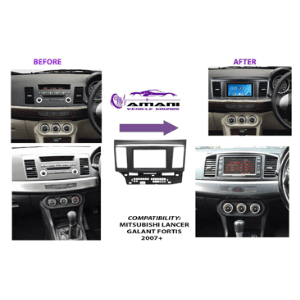 BEFORE
AFTER
AMANI
VEHICLE SOUNDS
COMPATIBILITY:
MITSUBISHI LANCER
GALANT FORTIS
2007+